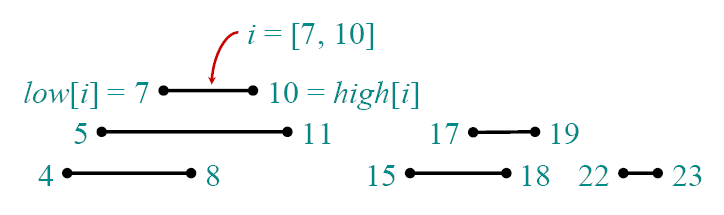 i = [7, 10]
low[i] = 7 10 = high[i]
5 11 17 19
4 8 15 18 22 23